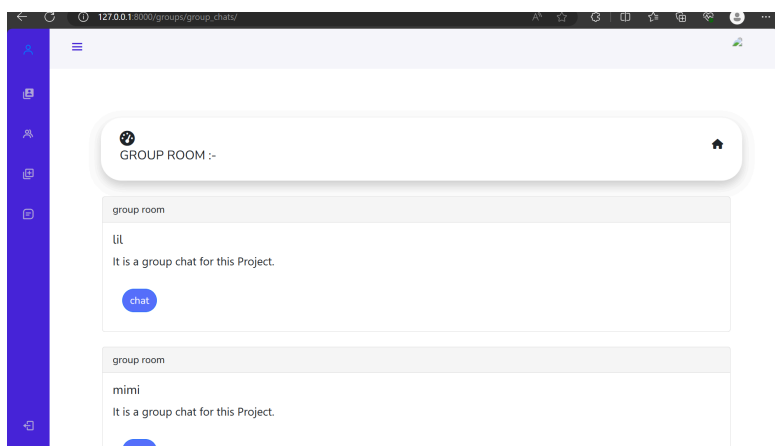 127.0.0.1:8000/groups/group_chats/
GROUP ROOM :-
group room
lil
It is a group chat for this Project.
chat
group room
mimi
It is a group chat for this Project.